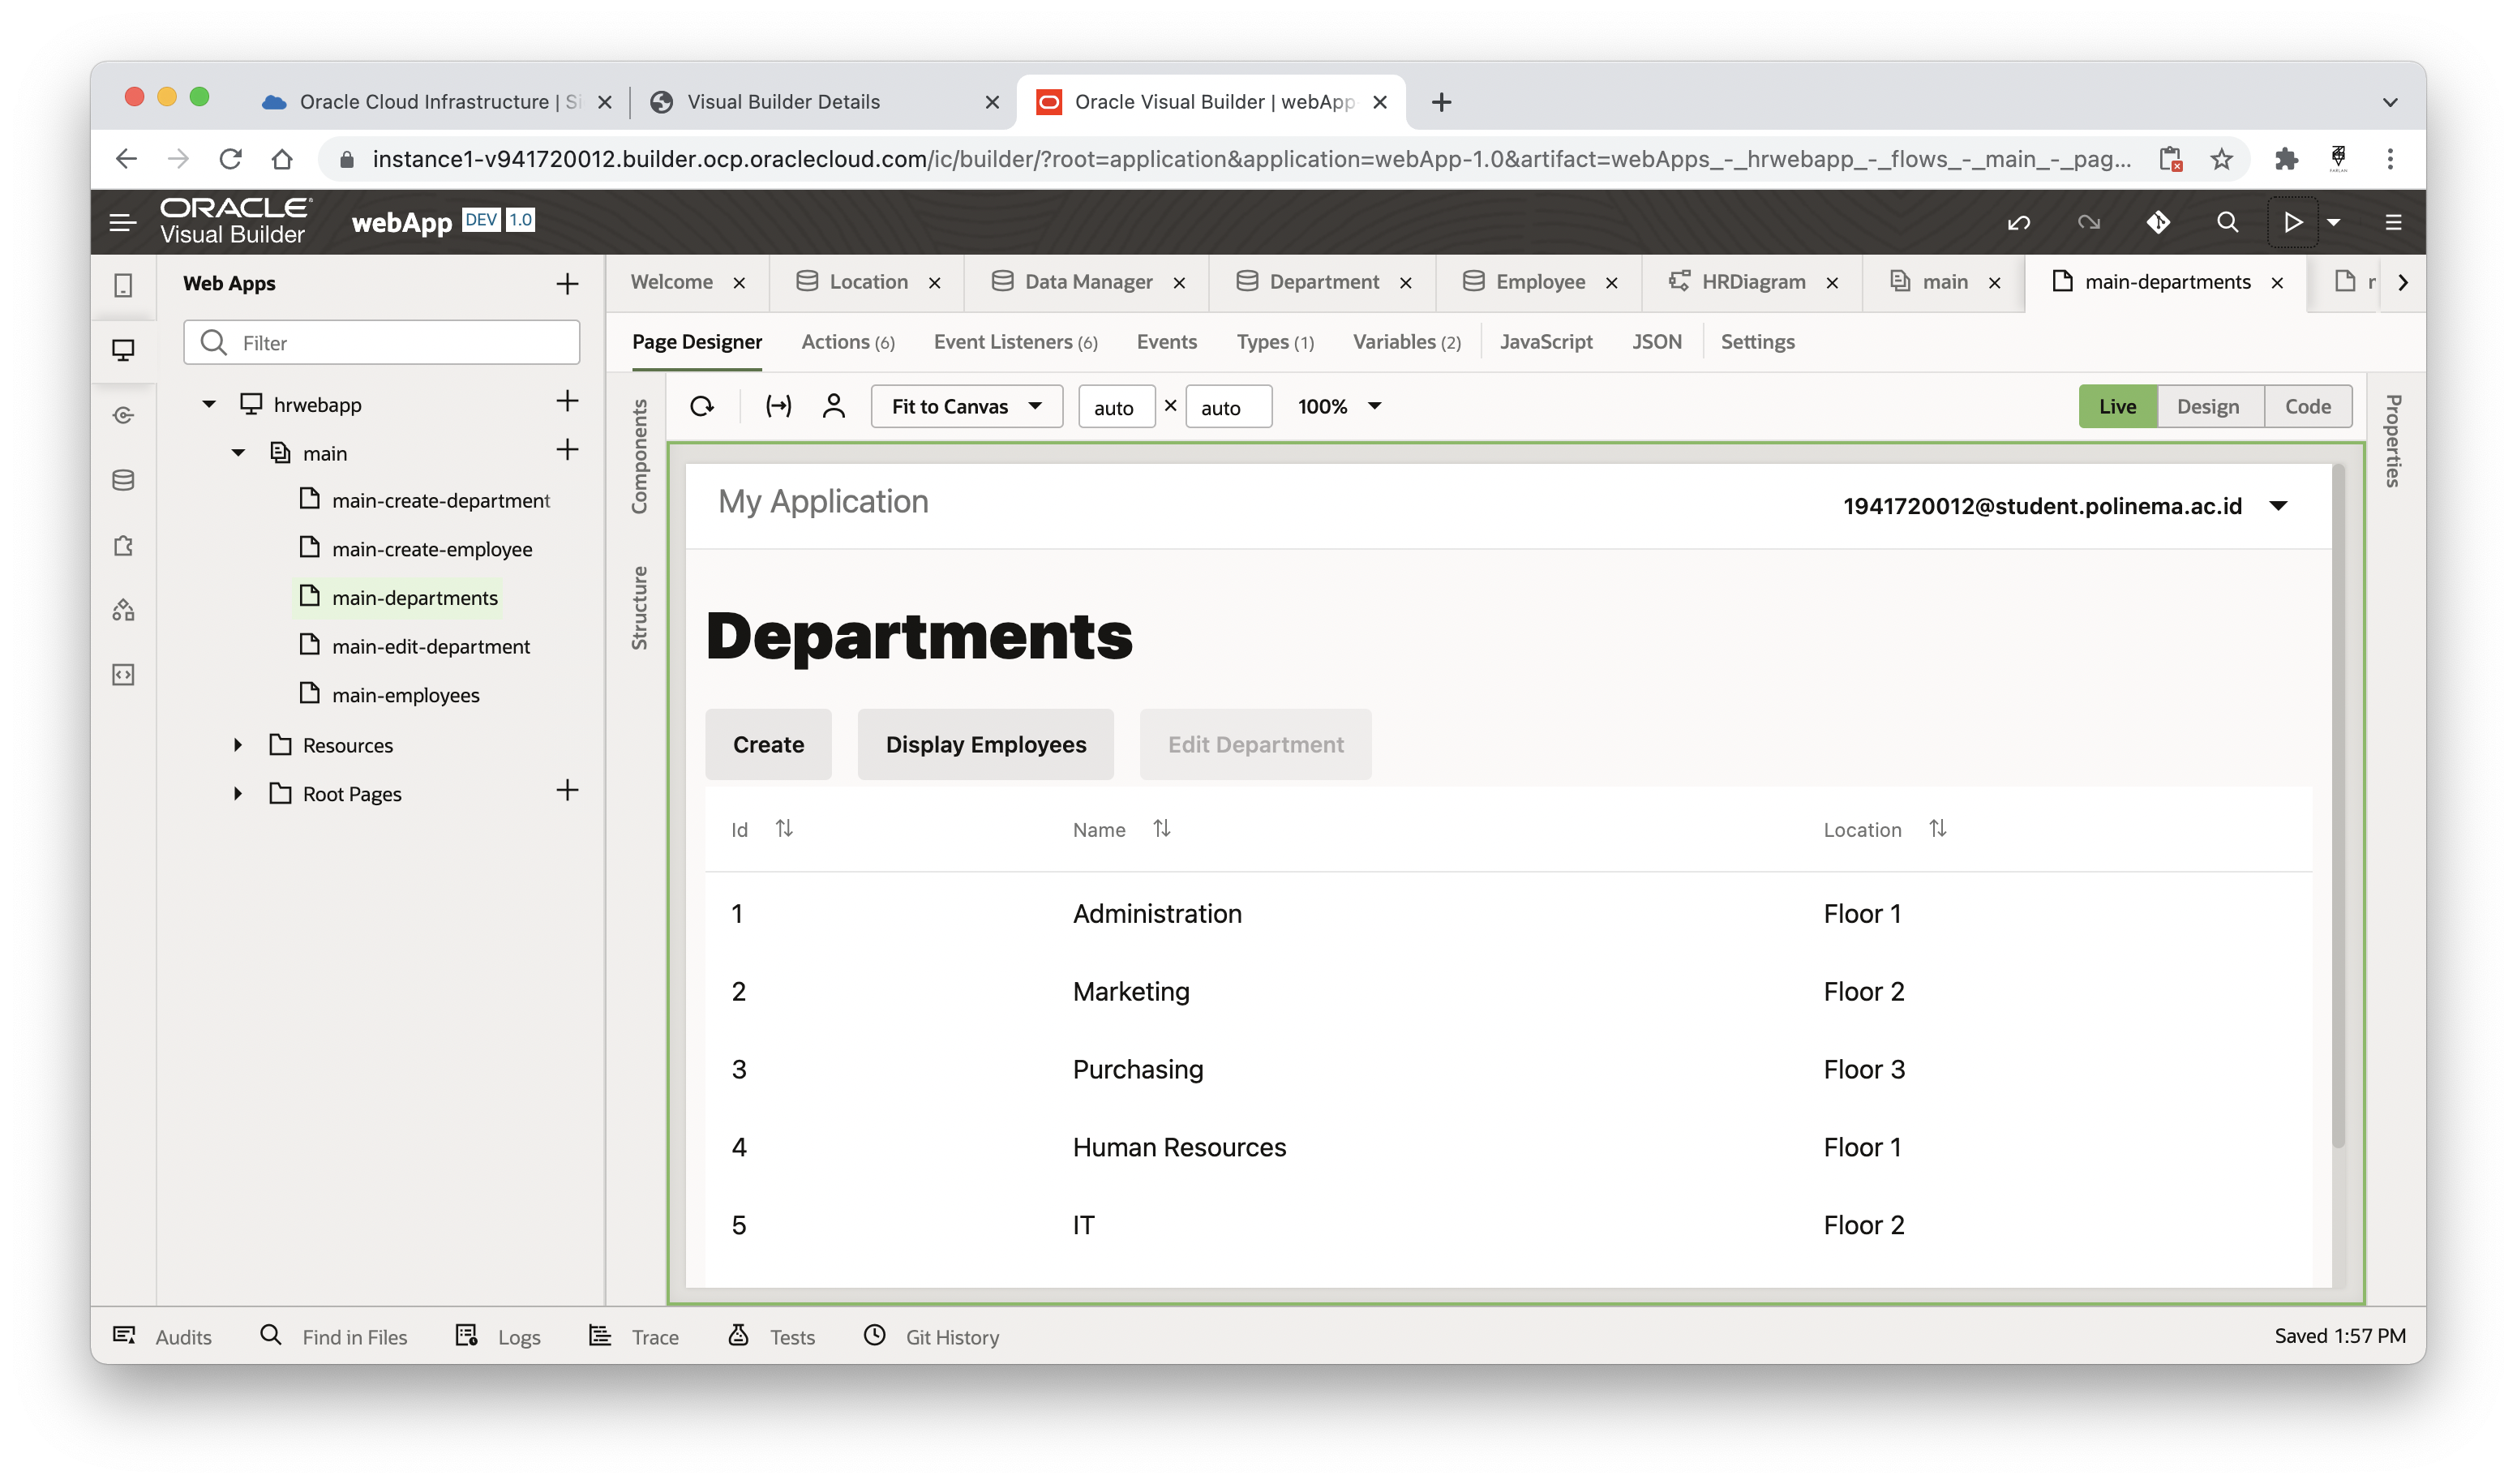 Oracle Cloud Infrastructure | Si
Visual Builder Details
Oracle Visual Builder | webApp
instance1-v941720012.builder.ocp.oraclecloud.com/ic/builder/?root=application&application=webApp-1.0&artifact=webApps_-_hrwebapp_-_flows_-_main_-_pag...
ORACLE
Visual Builder
webApp DEV 1.0
Web Apps
Welcome
Location
Data Manager
Department
Employee
HRDiagram
main
main-departments
Filter
Page Designer
Actions (6)
Event Listeners (6)
Events
Types (1)
Variables (2)
JavaScript
JSON
Settings
hrwebapp
main
main-create-department
main-create-employee
main-departments
main-edit-department
main-employees
Resources
Root Pages
Components
Structure
Fit to Canvas
auto × auto
100%
Live
Design
Code
Properties
My Application
1941720012@student.polinema.ac.id
Departments
Create
Display Employees
Edit Department
Id Name Location
1 Administration Floor 1
2 Marketing Floor 2
3 Purchasing Floor 3
4 Human Resources Floor 1
5 IT Floor 2
Audits
Find in Files
Logs
Trace
Tests
Git History
Saved 1:57 PM